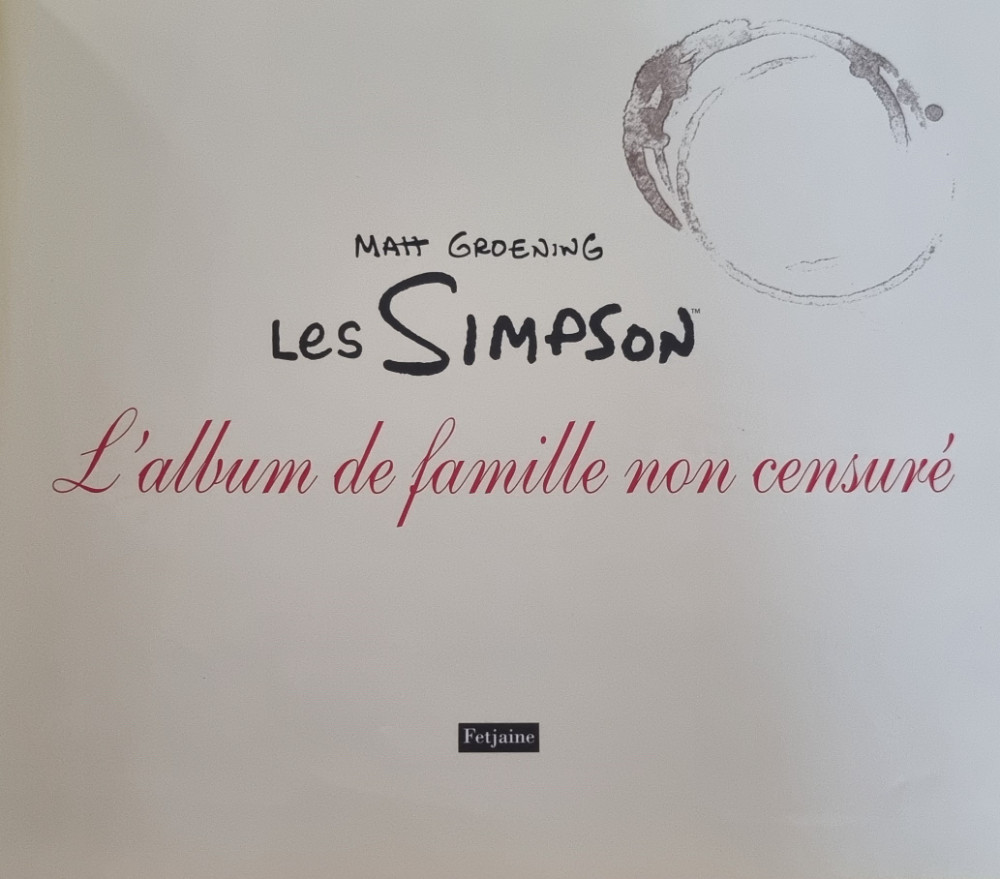 MATT GROENING
Les SIMPSON™
L'album de famille non censuré
Fetjaine